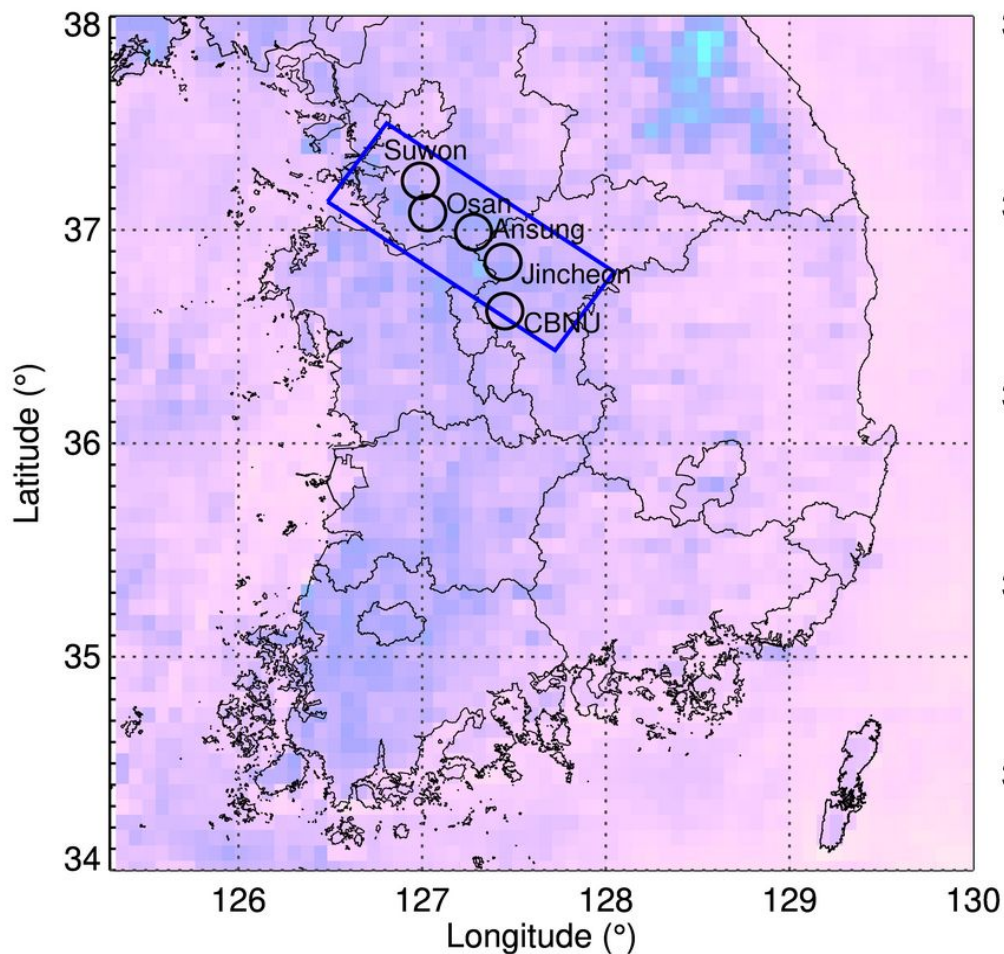 38
Suwon
Osan
37
Ansung
Jincheon
CBNU
36
35
34
126 127 128 129 130
Latitude (°)
Longitude (°)